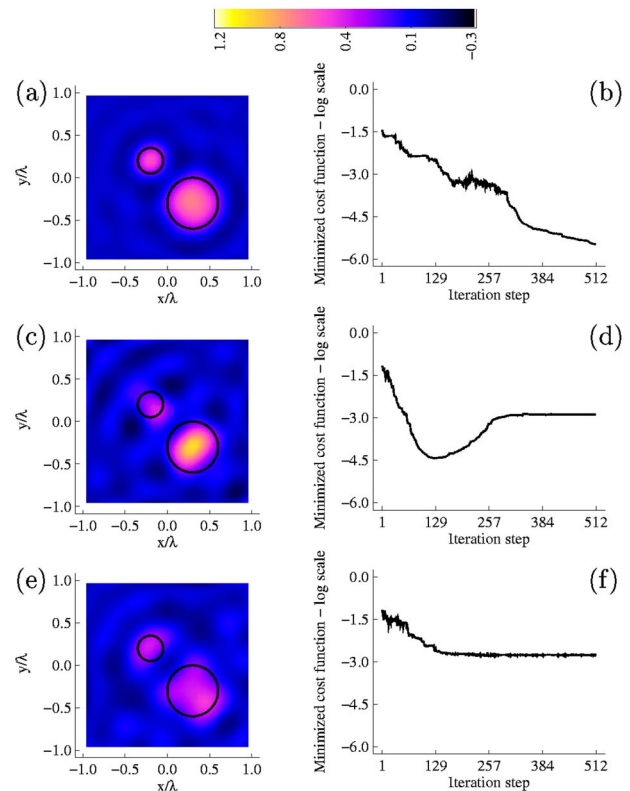 1.2 0.8 0.4 0.1 −0.3
(a) (b)
1.0
0.5
0.0
−0.5
−1.0
y/λ
−1.0 −0.5 0.0 0.5 1.0
x/λ
Minimized cost function − log scale
0.0
−1.5
−3.0
−4.5
−6.0
1 129 257 384 512
Iteration step
(c) (d)
1.0
0.5
0.0
−0.5
−1.0
y/λ
−1.0 −0.5 0.0 0.5 1.0
x/λ
Minimized cost function − log scale
0.0
−1.5
−3.0
−4.5
−6.0
1 129 257 384 512
Iteration step
(e) (f)
1.0
0.5
0.0
−0.5
−1.0
y/λ
−1.0 −0.5 0.0 0.5 1.0
x/λ
Minimized cost function − log scale
0.0
−1.5
−3.0
−4.5
−6.0
1 129 257 384 512
Iteration step